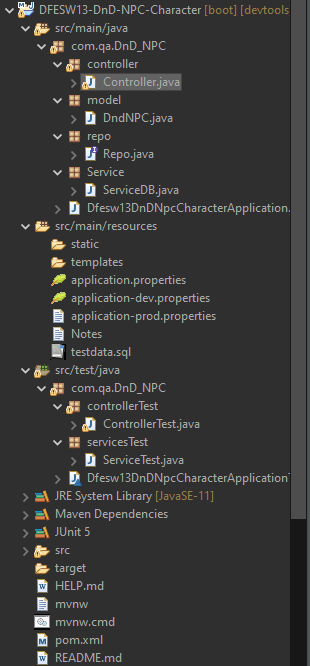 DFESW13-DnD-NPC-Character [boot] [devtools
src/main/java
com.qa.DnD_NPC
controller
Controller.java
model
DndNPC.java
repo
Repo.java
Service
ServiceDB.java
Dfesw13DnDNpcCharacterApplication.
src/main/resources
static
templates
application.properties
application-dev.properties
application-prod.properties
Notes
testdata.sql
src/test/java
com.qa.DnD_NPC
controllerTest
ControllerTest.java
servicesTest
ServiceTest.java
Dfesw13DnDNpcCharacterApplicationT
JRE System Library [JavaSE-11]
Maven Dependencies
JUnit 5
src
target
HELP.md
mvnw
mvnw.cmd
pom.xml
README.md